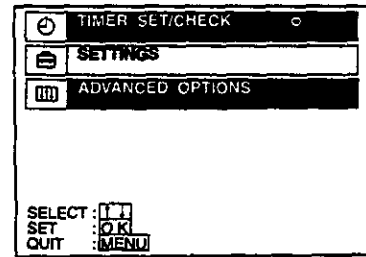 TIMER SET/CHECK
SETTINGS
ADVANCED OPTIONS
SELECT :↑↓
SET :OK
QUIT :MENU